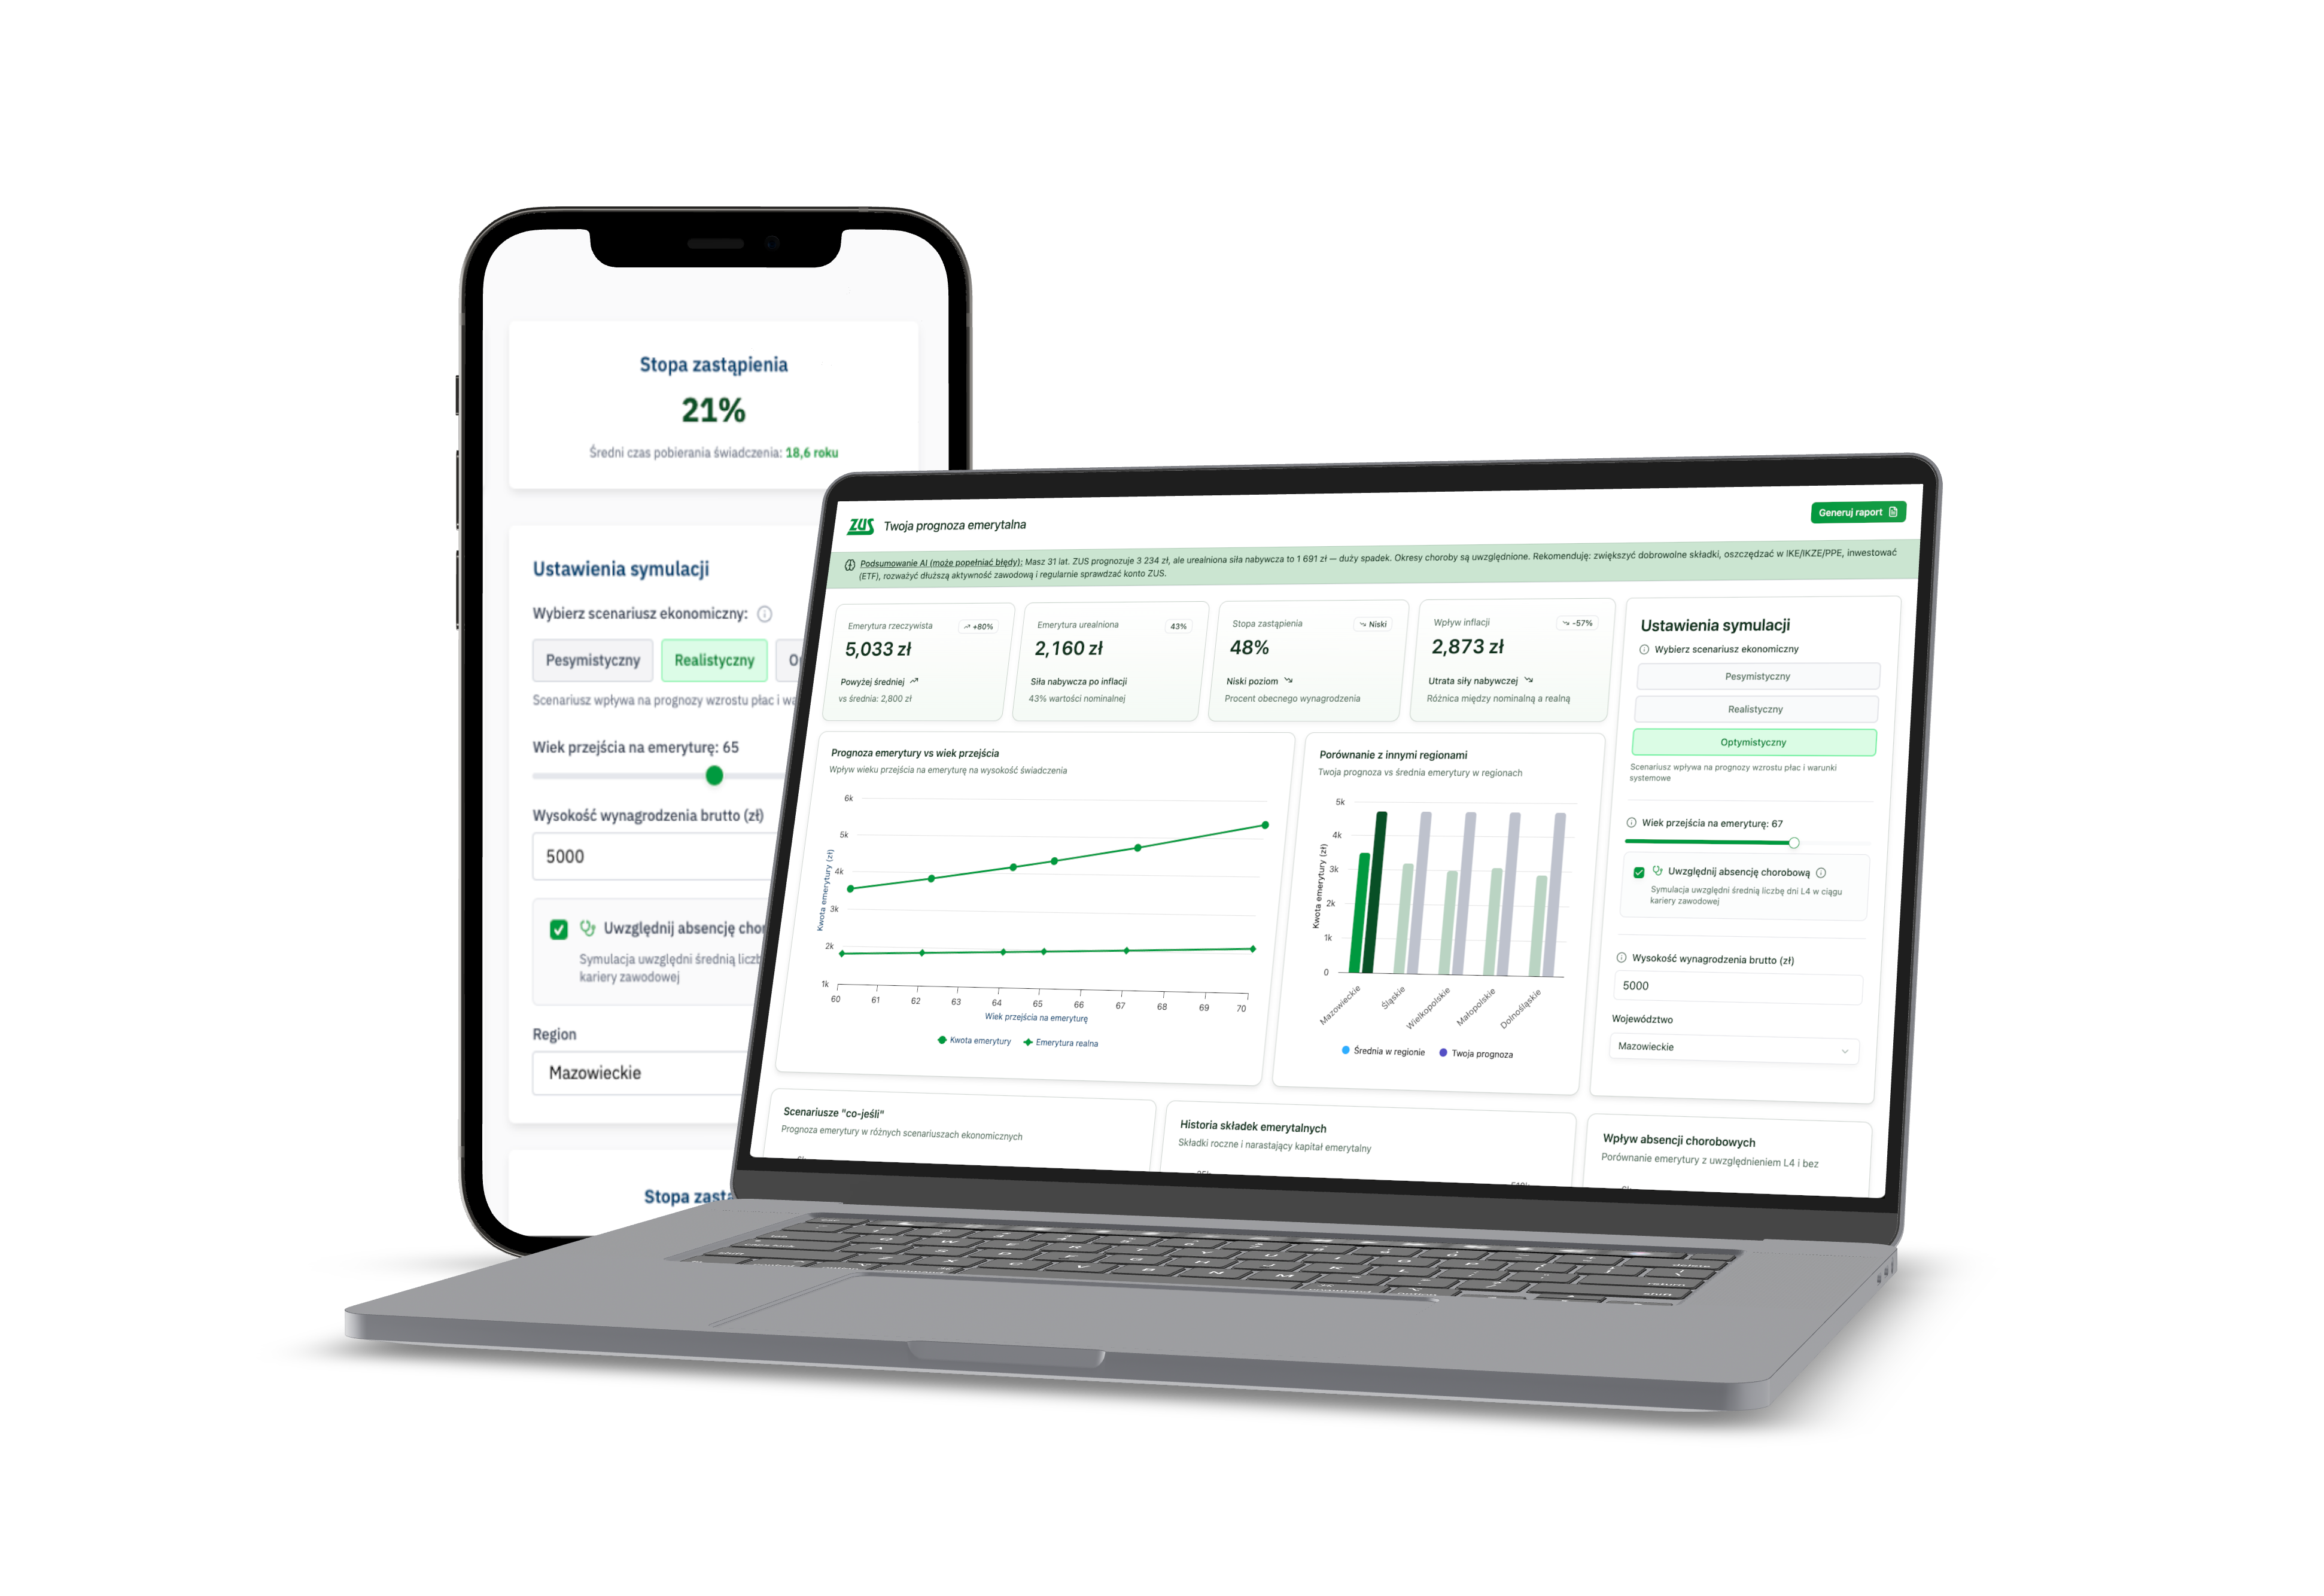 Stopa zastąpienia
21%
Średni czas pobierania świadczenia: 18,6 roku
Ustawienia symulacji
Wybierz scenariusz ekonomiczny:
Pesymistyczny
Realistyczny
Scenariusz wpływa na prognozy wzrostu płac i
Wiek przejścia na emeryturę: 65
Wysokość wynagrodzenia brutto (zł)
5000
Uwzględnij absencję
Symulacja uwzględni średnią
kariery zawodowej
Region
Mazowieckie
Stopa
ZUS Twoja prognoza emerytalna
Generuj raport
Podsumowanie AI (może popełniać błędy): Masz 31 lat. ZUS prognozuje 3 234 zł, ale urealniona siła nabywcza to 1 691 zł — duży spadek. Okresy choroby są uwzględnione. Rekomenduję: zwiększyć dobrowolne składki, oszczędzać w IKE/IKZE/PPE, inwestować
(ETF), rozważyć dłuższą aktywność zawodową i regularnie sprawdzać konto ZUS.
Emerytura rzeczywista
+80%
5,033 zł
Powyżej średniej
vs średnia: 2,800 zł
Emerytura urealniona
43%
2,160 zł
Siła nabywcza po inflacji
43% wartości nominalnej
Stopa zastąpienia
Niski
48%
Niski poziom
Procent obecnego wynagrodzenia
Wpływ inflacji
-57%
2,873 zł
Utrata siły nabywczej
Różnica między nominalną a realną
Prognoza emerytury vs wiek przejścia
Wpływ wieku przejścia na emeryturę na wysokość świadczenia
6k
5k
4k
3k
2k
1k
Kwota emerytury (zł)
60 61 62 63 64 65 66 67 68 69 70
Wiek przejścia na emeryturę
Kwota emerytury Emerytura realna
Porównanie z innymi regionami
Twoja prognoza vs średnia emerytury w regionach
5k
4k
3k
2k
1k
0
Kwota emerytury (zł)
Mazowieckie Śląskie Wielkopolskie Małopolskie Dolnośląskie
Średnia w regionie Twoja prognoza
Ustawienia symulacji
Wybierz scenariusz ekonomiczny
Pesymistyczny
Realistyczny
Optymistyczny
Scenariusz wpływa na prognozy wzrostu płac i warunki
systemowe
Wiek przejścia na emeryturę: 67
Uwzględnij absencję chorobową
Symulacja uwzględni średnią liczbę dni L4 w ciągu
kariery zawodowej
Wysokość wynagrodzenia brutto (zł)
5000
Województwo
Mazowieckie
Scenariusze "co-jeśli"
Prognoza emerytury w różnych scenariuszach ekonomicznych
Historia składek emerytalnych
Składki roczne i narastający kapitał emerytalny
Wpływ absencji chorobowych
Porównanie emerytury z uwzględnieniem L4 i bez